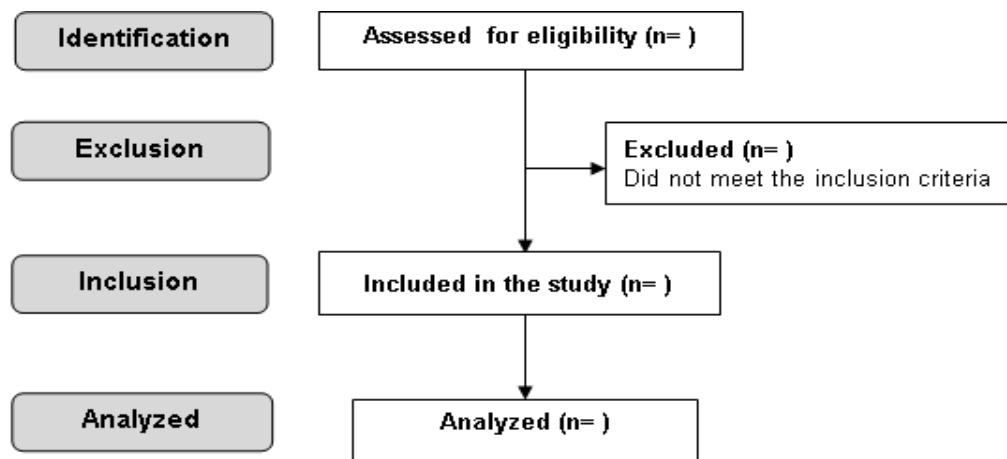 Identification
Assessed for eligibility (n= )
Exclusion
Excluded (n= )
Did not meet the inclusion criteria
Inclusion
Included in the study (n= )
Analyzed
Analyzed (n= )